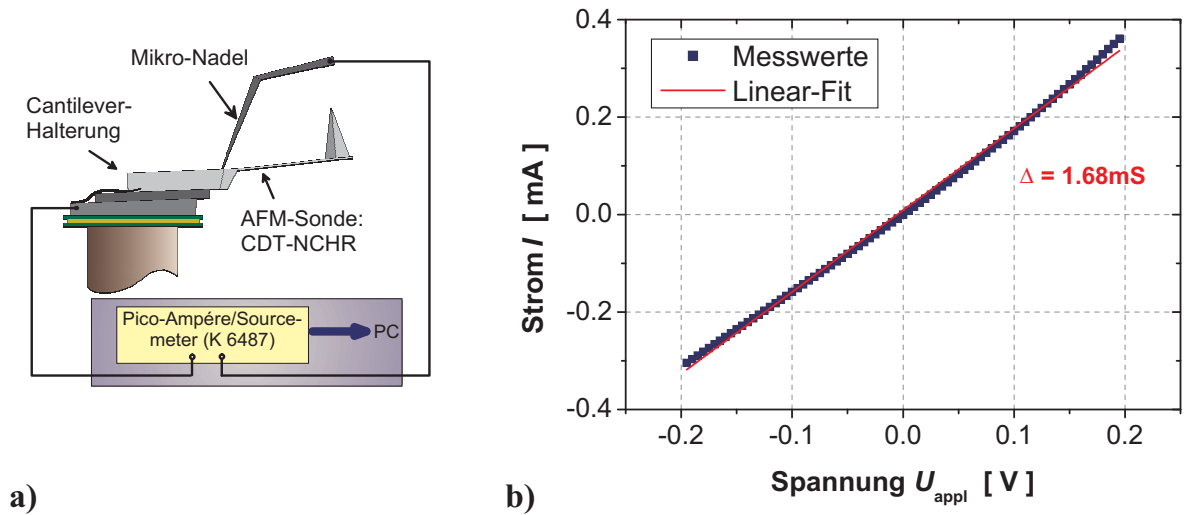 a)
Mikro-Nadel
Cantilever-
Halterung
AFM-Sonde:
CDT-NCHR
Pico-Ampére/Source-
meter (K 6487)
PC
b)
Messwerte
Linear-Fit
Δ = 1.68mS
Strom I [ mA ]
0.4
0.2
0.0
-0.2
-0.4
-0.2 -0.1 0.0 0.1 0.2
Spannung U_appl [ V ]